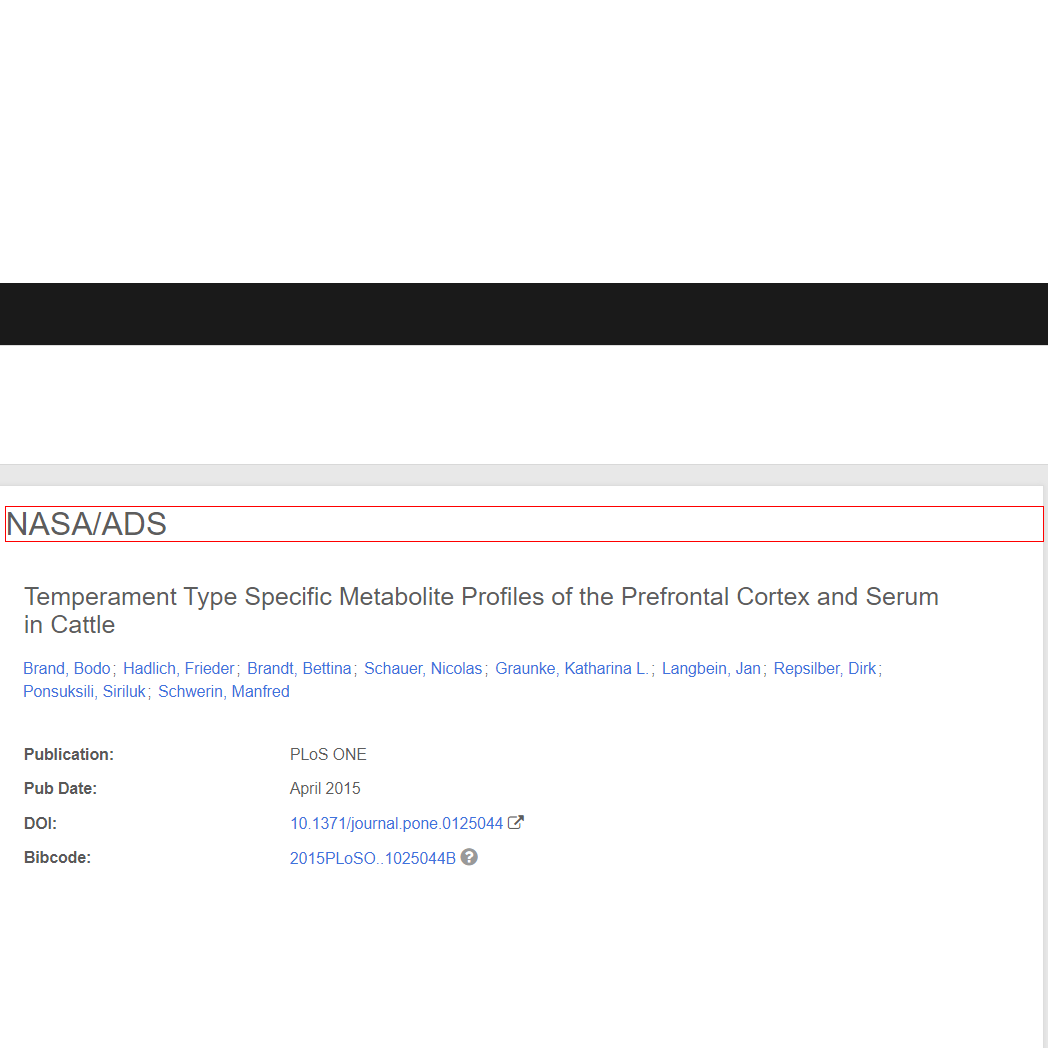 NASA/ADS
Temperament Type Specific Metabolite Profiles of the Prefrontal Cortex and Serum
in Cattle
Brand, Bodo; Hadlich, Frieder; Brandt, Bettina; Schauer, Nicolas; Graunke, Katharina L.; Langbein, Jan; Repsilber, Dirk;
Ponsuksili, Siriluk; Schwerin, Manfred
Publication: PLoS ONE
Pub Date: April 2015
DOI: 10.1371/journal.pone.0125044
Bibcode: 2015PLoSO..1025044B ?